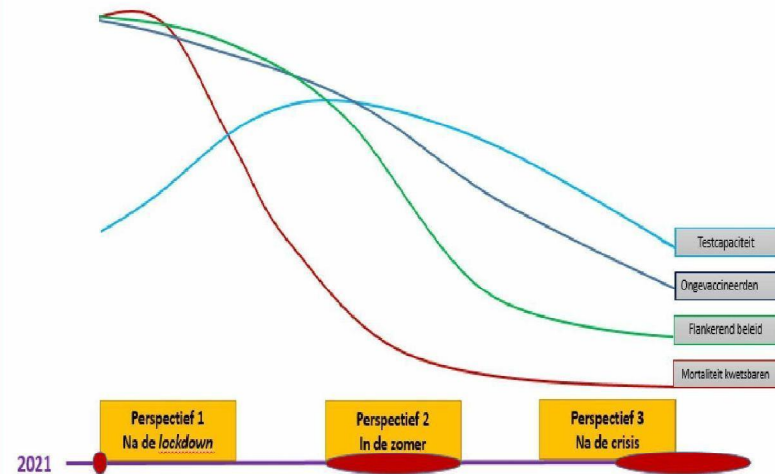 Testcapaciteit
Ongevaccineerden
Flankerend beleid
Mortaliteit kwetsbaren
Perspectief 1
Na de lockdown
Perspectief 2
In de zomer
Perspectief 3
Na de crisis
2021